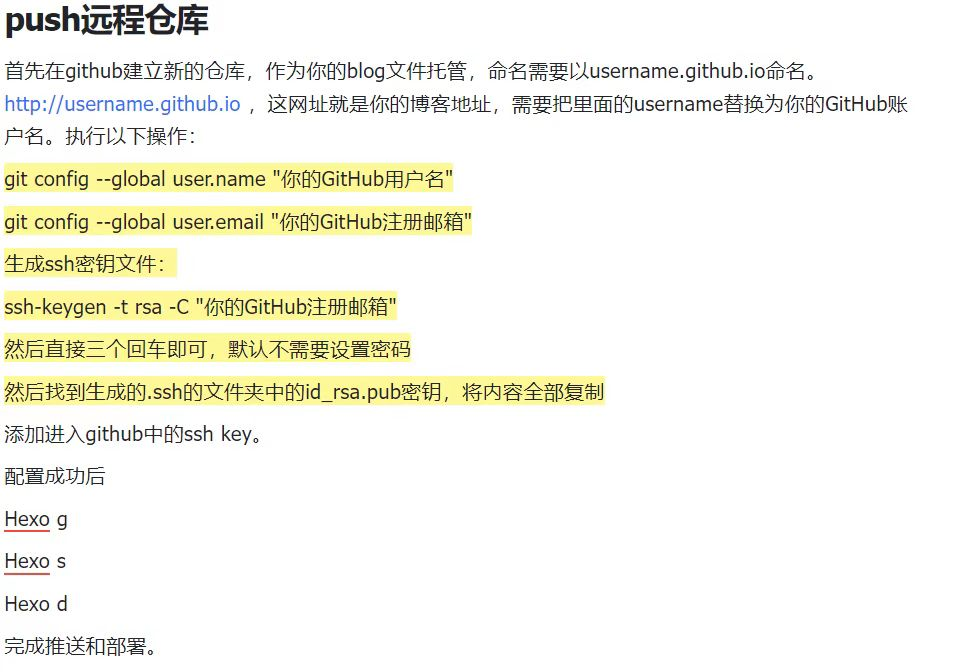 push远程仓库
首先在github建立新的仓库，作为你的blog文件托管，命名需要以username.github.io命名。
http://username.github.io ，这网址就是你的博客地址，需要把里面的username替换为你的GitHub账
户名。执行以下操作：
git config --global user.name "你的GitHub用户名"
git config --global user.email "你的GitHub注册邮箱"
生成ssh密钥文件：
ssh-keygen -t rsa -C "你的GitHub注册邮箱"
然后直接三个回车即可，默认不需要设置密码
然后找到生成的.ssh的文件夹中的id_rsa.pub密钥，将内容全部复制
添加进入github中的ssh key。
配置成功后
Hexo g
Hexo s
Hexo d
完成推送和部署。